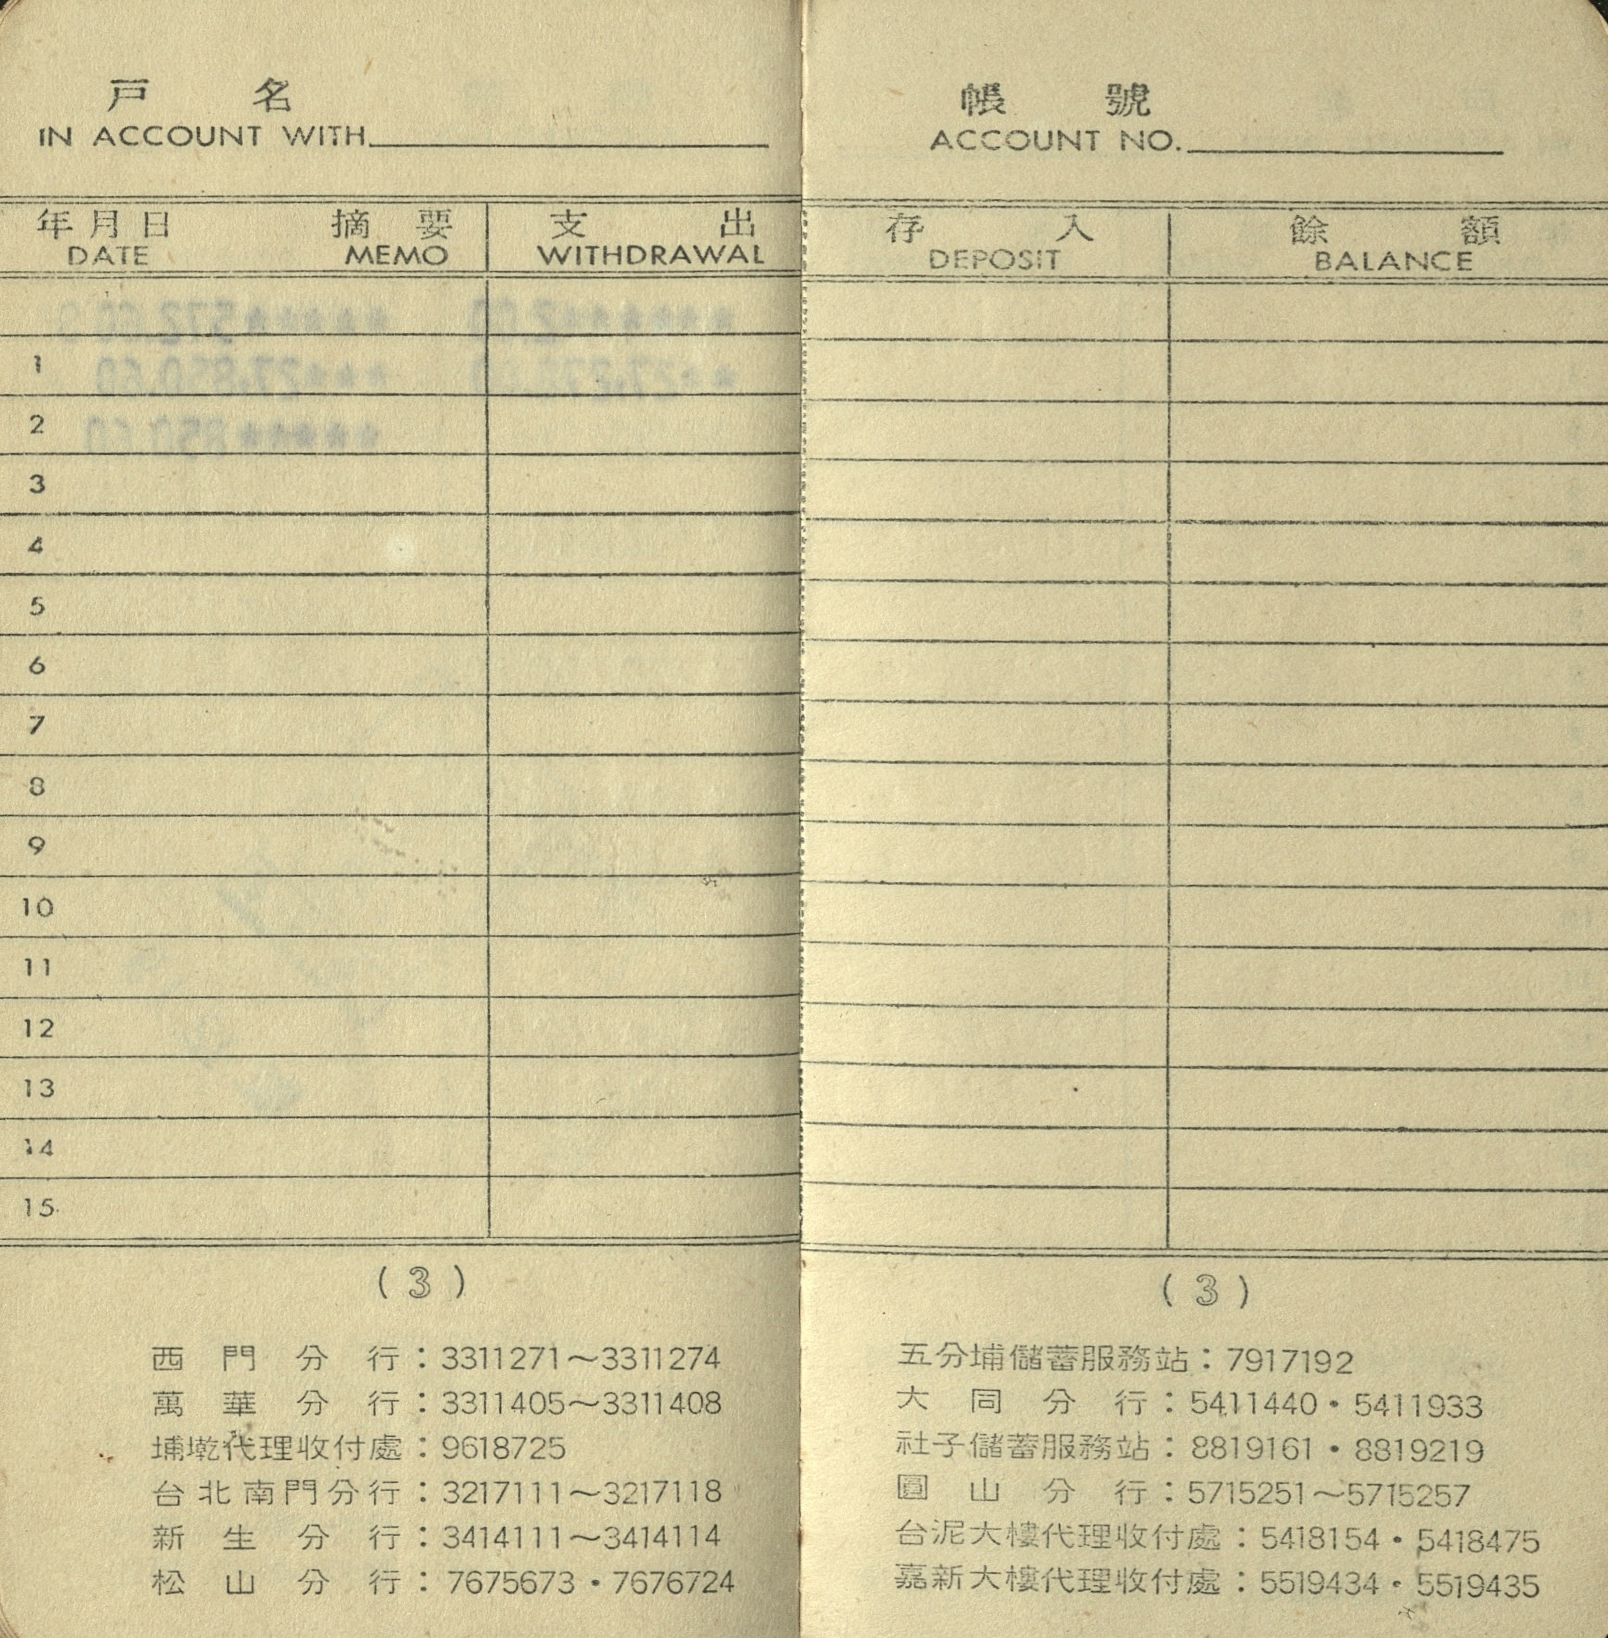 戶名
IN ACCOUNT WITH
年月日 摘要 支出
DATE MEMO WITHDRAWAL
1
2
3
4
5
6
7
8
9
10
11
12
13
14
15
(3)
西門分行：3311271～3311274
萬華分行：3311405～3311408
埔墘代理收付處：9618725
台北南門分行：3217111～3217118
新生分行：3414111～3414114
松山分行：7675673・7676724
帳號
ACCOUNT NO.
存入 餘額
DEPOSIT BALANCE
(3)
五分埔儲蓄服務站：7917192
大同分行：5411440・5411933
社子儲蓄服務站：8819161・8819219
圓山分行：5715251～5715257
台泥大樓代理收付處：5418154・5418475
嘉新大樓代理收付處：5519434・5519435